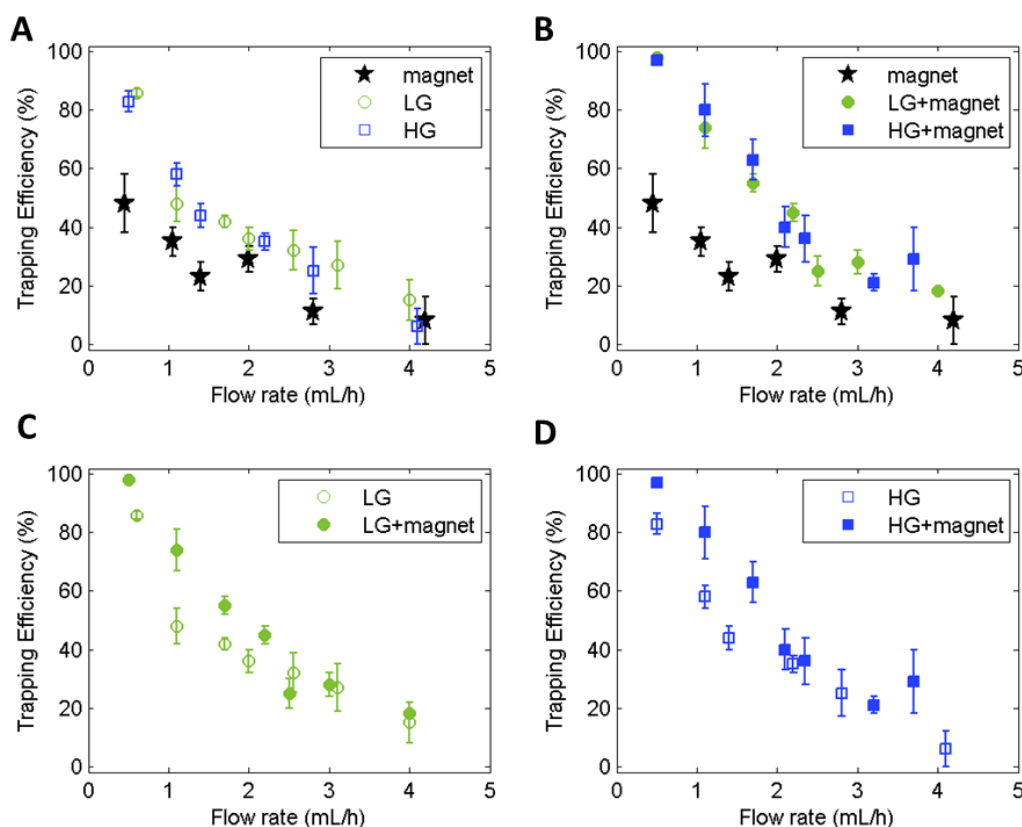 A
Trapping Efficiency (%)
100
80
60
40
20
0
magnet
LG
HG
0 1 2 3 4 5
Flow rate (mL/h)
B
Trapping Efficiency (%)
100
80
60
40
20
0
magnet
LG+magnet
HG+magnet
0 1 2 3 4 5
Flow rate (mL/h)
C
Trapping Efficiency (%)
100
80
60
40
20
0
LG
LG+magnet
0 1 2 3 4 5
Flow rate (mL/h)
D
Trapping Efficiency (%)
100
80
60
40
20
0
HG
HG+magnet
0 1 2 3 4 5
Flow rate (mL/h)